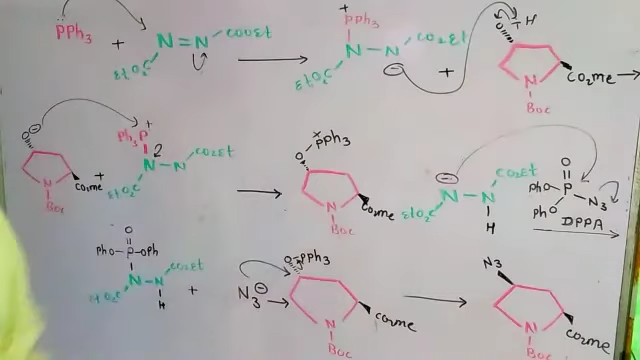 PPh3 + EtO2C N=N COOEt
+ PPh3 EtO2C N-N CO2Et ⊖ + O-H N Boc CO2Me
O⊖ N Boc CO2Me + Ph3P+ EtO2C N-N CO2Et
O-PPh3 + N Boc CO2Me
EtO2C N⊖-N CO2Et H
O PhO-P-N3 PhO DPPA
O PhO-P-OPh EtO2C N-N CO2Et H + N3⊖
O-PPh3 + N Boc CO2Me
N3 N Boc CO2Me